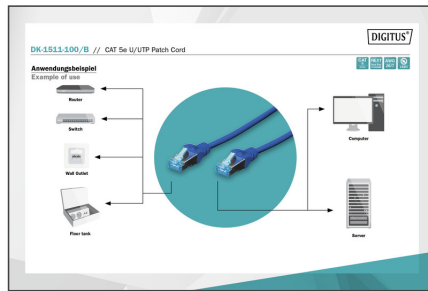 DIGITUS®
DK-1511-100/B // CAT 5e U/UTP Patch Cord
Anwendungsbeispiel
Example of use
Router
Switch
Wall Outlet
Floor tank
Computer
Server